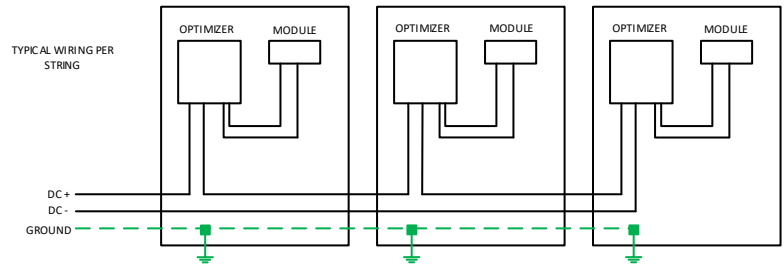 TYPICAL WIRING PER
STRING
OPTIMIZER
MODULE
OPTIMIZER
MODULE
OPTIMIZER
MODULE
DC +
DC -
GROUND